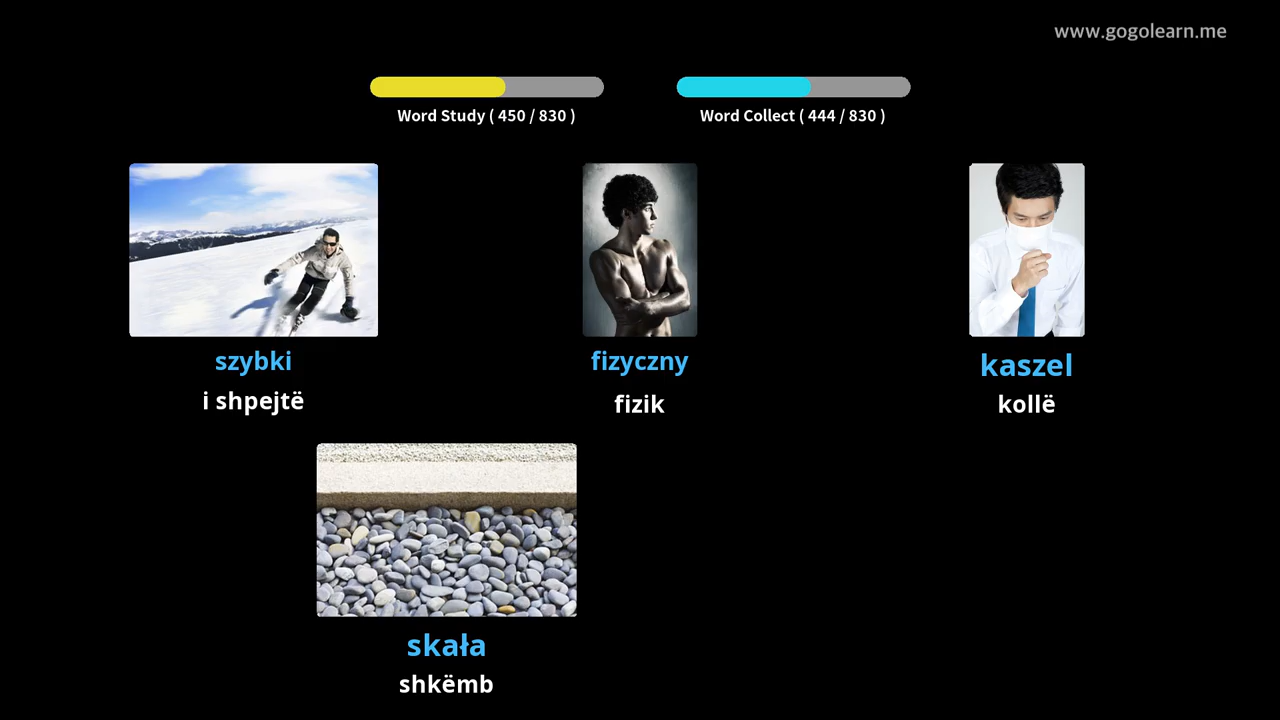 www.gogolearn.me
Word Study ( 450 / 830 )
Word Collect ( 444 / 830 )
szybki
i shpejtë
fizyczny
fizik
kaszel
kollë
skała
shkëmb